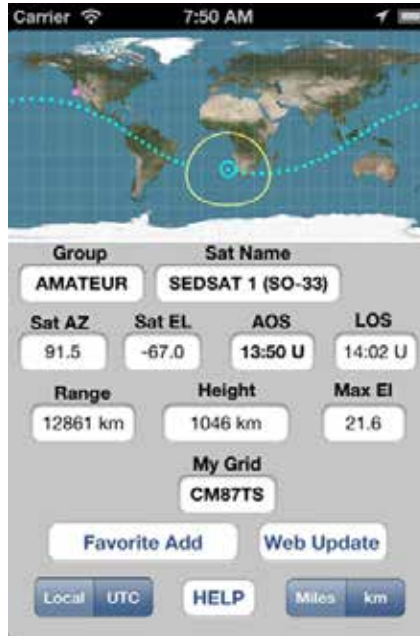 Carrier 7:50 AM
Group Sat Name
AMATEUR SEDSAT 1 (SO-33)
Sat AZ Sat EL AOS LOS
91.5 -67.0 13:50 U 14:02 U
Range Height Max El
12861 km 1046 km 21.6
My Grid
CM87TS
Favorite Add Web Update
Local UTC HELP Miles km